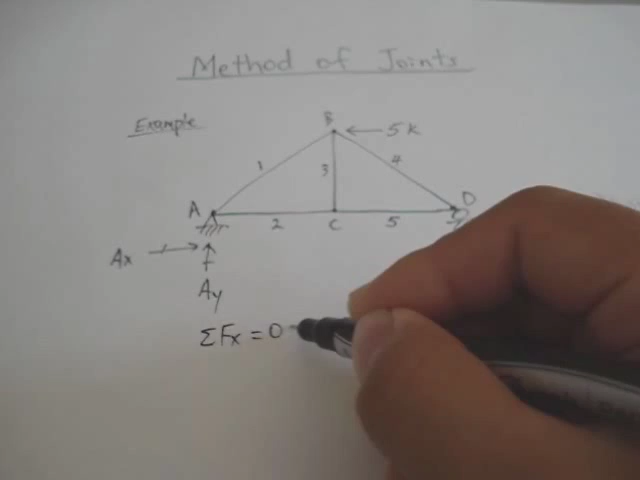 Method of Joints
Example
B
5 K
1
3
4
A
D
2
C
5
Ax
Ay
ΣFx = 0